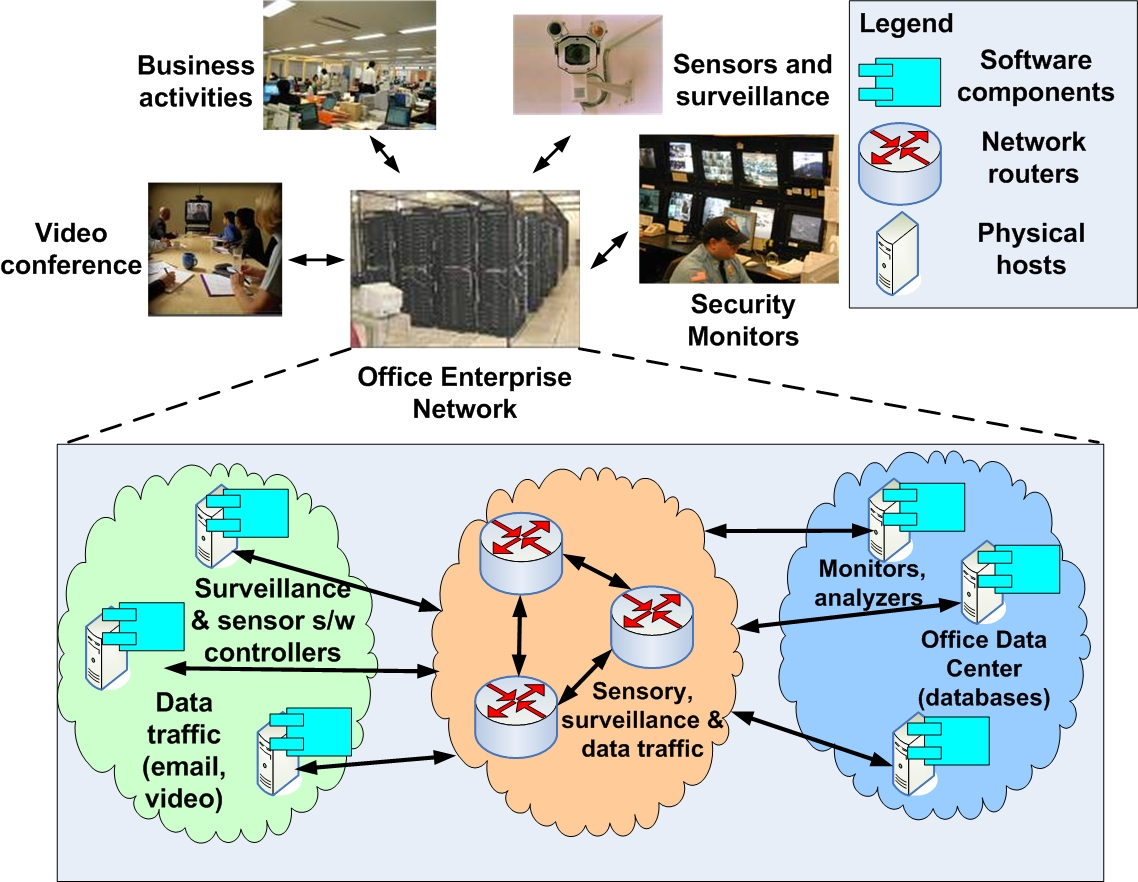 Business
activities
Sensors and
surveillance
Legend
Software
components
Network
routers
Physical
hosts
Video
conference
Security
Monitors
Office Enterprise
Network
Surveillance
& sensor s/w
controllers
Data
traffic
(email,
video)
Sensory,
surveillance &
data traffic
Monitors,
analyzers
Office Data
Center
(databases)